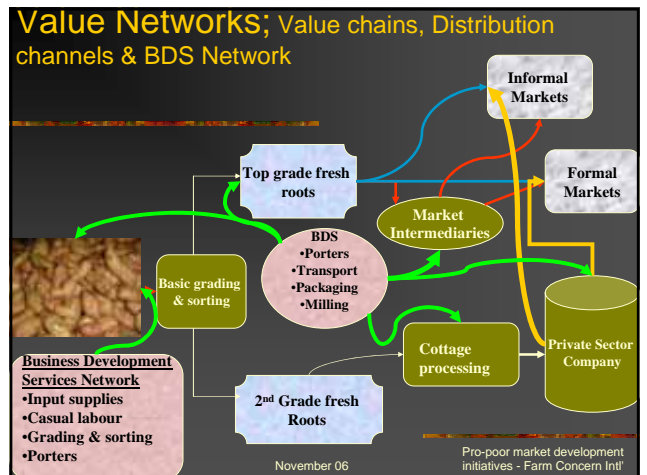 Value Networks; Value chains, Distribution
channels & BDS Network
Informal
Markets
Top grade fresh
roots
Formal
Markets
Market
Intermediaries
BDS
•Porters
•Transport
•Packaging
•Milling
Basic grading
& sorting
Business Development
Services Network
•Input supplies
•Casual labour
•Grading & sorting
•Porters
2nd Grade fresh
Roots
Cottage
processing
Private Sector
Company
November 06
Pro-poor market development
initiatives - Farm Concern Intl'